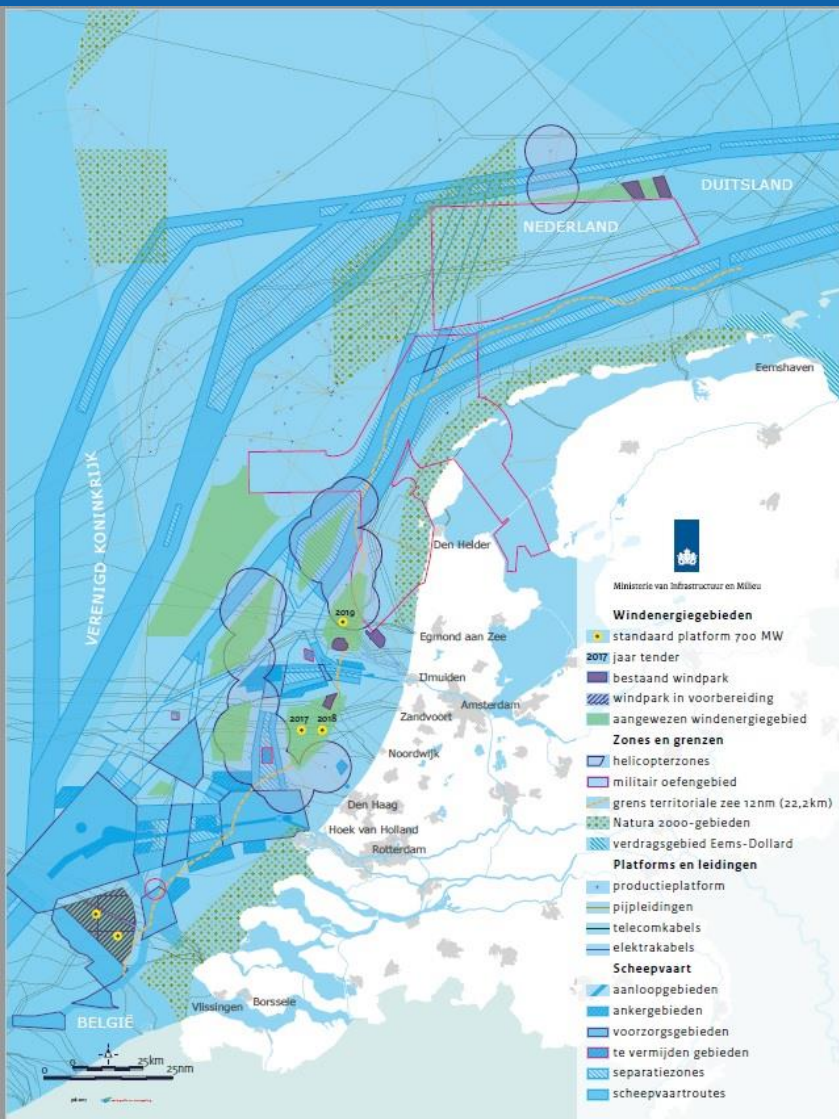 DUITSLAND
NEDERLAND
Eemshaven
VERENIGD KONINKRIJK
Den Helder
2019
Egmond aan Zee
IJmuiden
Amsterdam
2017
2018
Zandvoort
Noordwijk
Den Haag
Hoek van Holland
Rotterdam
Vlissingen
Borssele
BELGIË
0
25km
0
25nm
Ministerie van Infrastructuur en Milieu
Windenergiegebieden
standaard platform 700 MW
2017 jaar tender
bestaand windpark
windpark in voorbereiding
aangewezen windenergiegebied
Zones en grenzen
helicopterzones
militair oefengebied
grens territoriale zee 12nm (22,2km)
Natura 2000-gebieden
verdragsgebied Eems-Dollard
Platforms en leidingen
productieplatform
pijpleidingen
telecomkabels
elektrakabels
Scheepvaart
aanloopgebieden
ankergebieden
voorzorgsgebieden
te vermijden gebieden
separatiezones
scheepvaartroutes